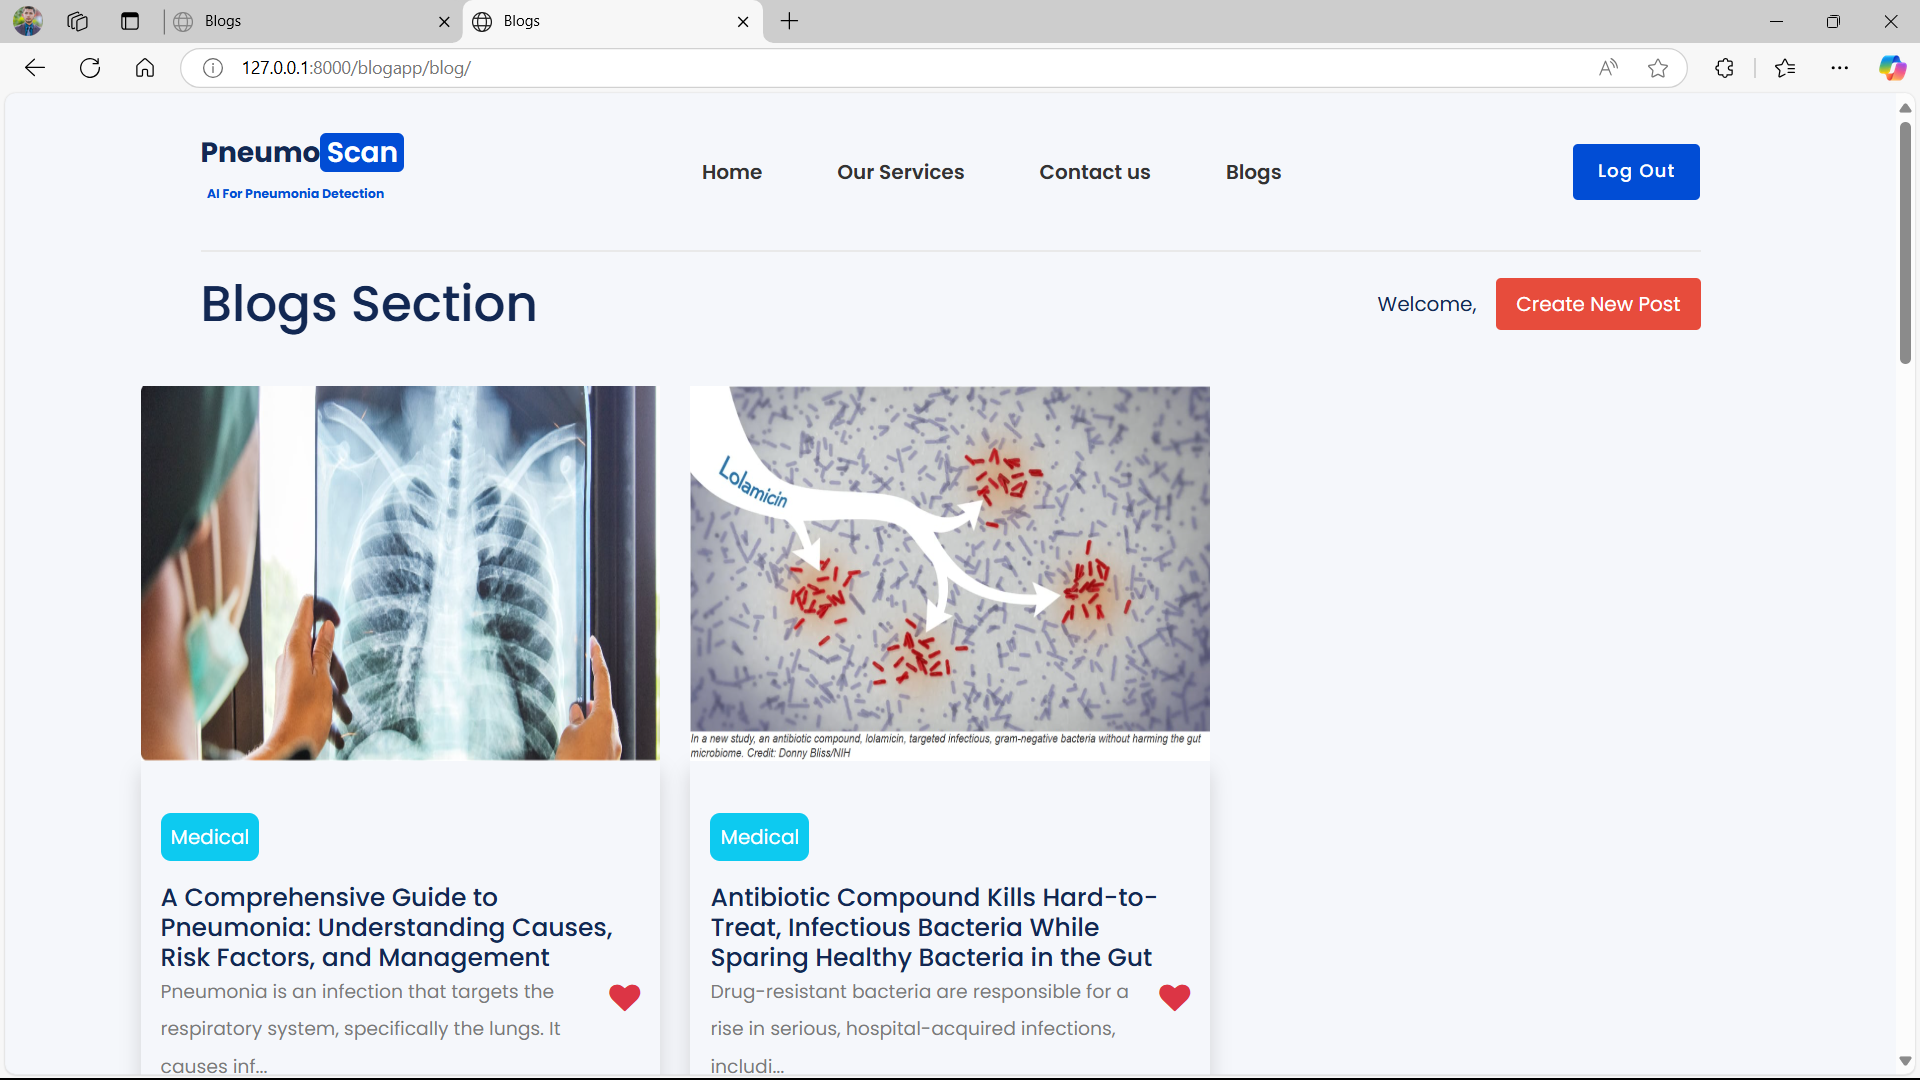 Blogs
Blogs
127.0.0.1:8000/blogapp/blog/
PneumoScan
AI For Pneumonia Detection
Home
Our Services
Contact us
Blogs
Log Out
Blogs Section
Welcome,
Create New Post
Lolamicin
In a new study, an antibiotic compound, lolamicin, targeted infectious, gram-negative bacteria without harming the gut
microbiome. Credit: Donny Bliss/NIH
Medical
A Comprehensive Guide to
Pneumonia: Understanding Causes,
Risk Factors, and Management
Pneumonia is an infection that targets the
respiratory system, specifically the lungs. It
causes inf...
Medical
Antibiotic Compound Kills Hard-to-
Treat, Infectious Bacteria While
Sparing Healthy Bacteria in the Gut
Drug-resistant bacteria are responsible for a
rise in serious, hospital-acquired infections,
includi...